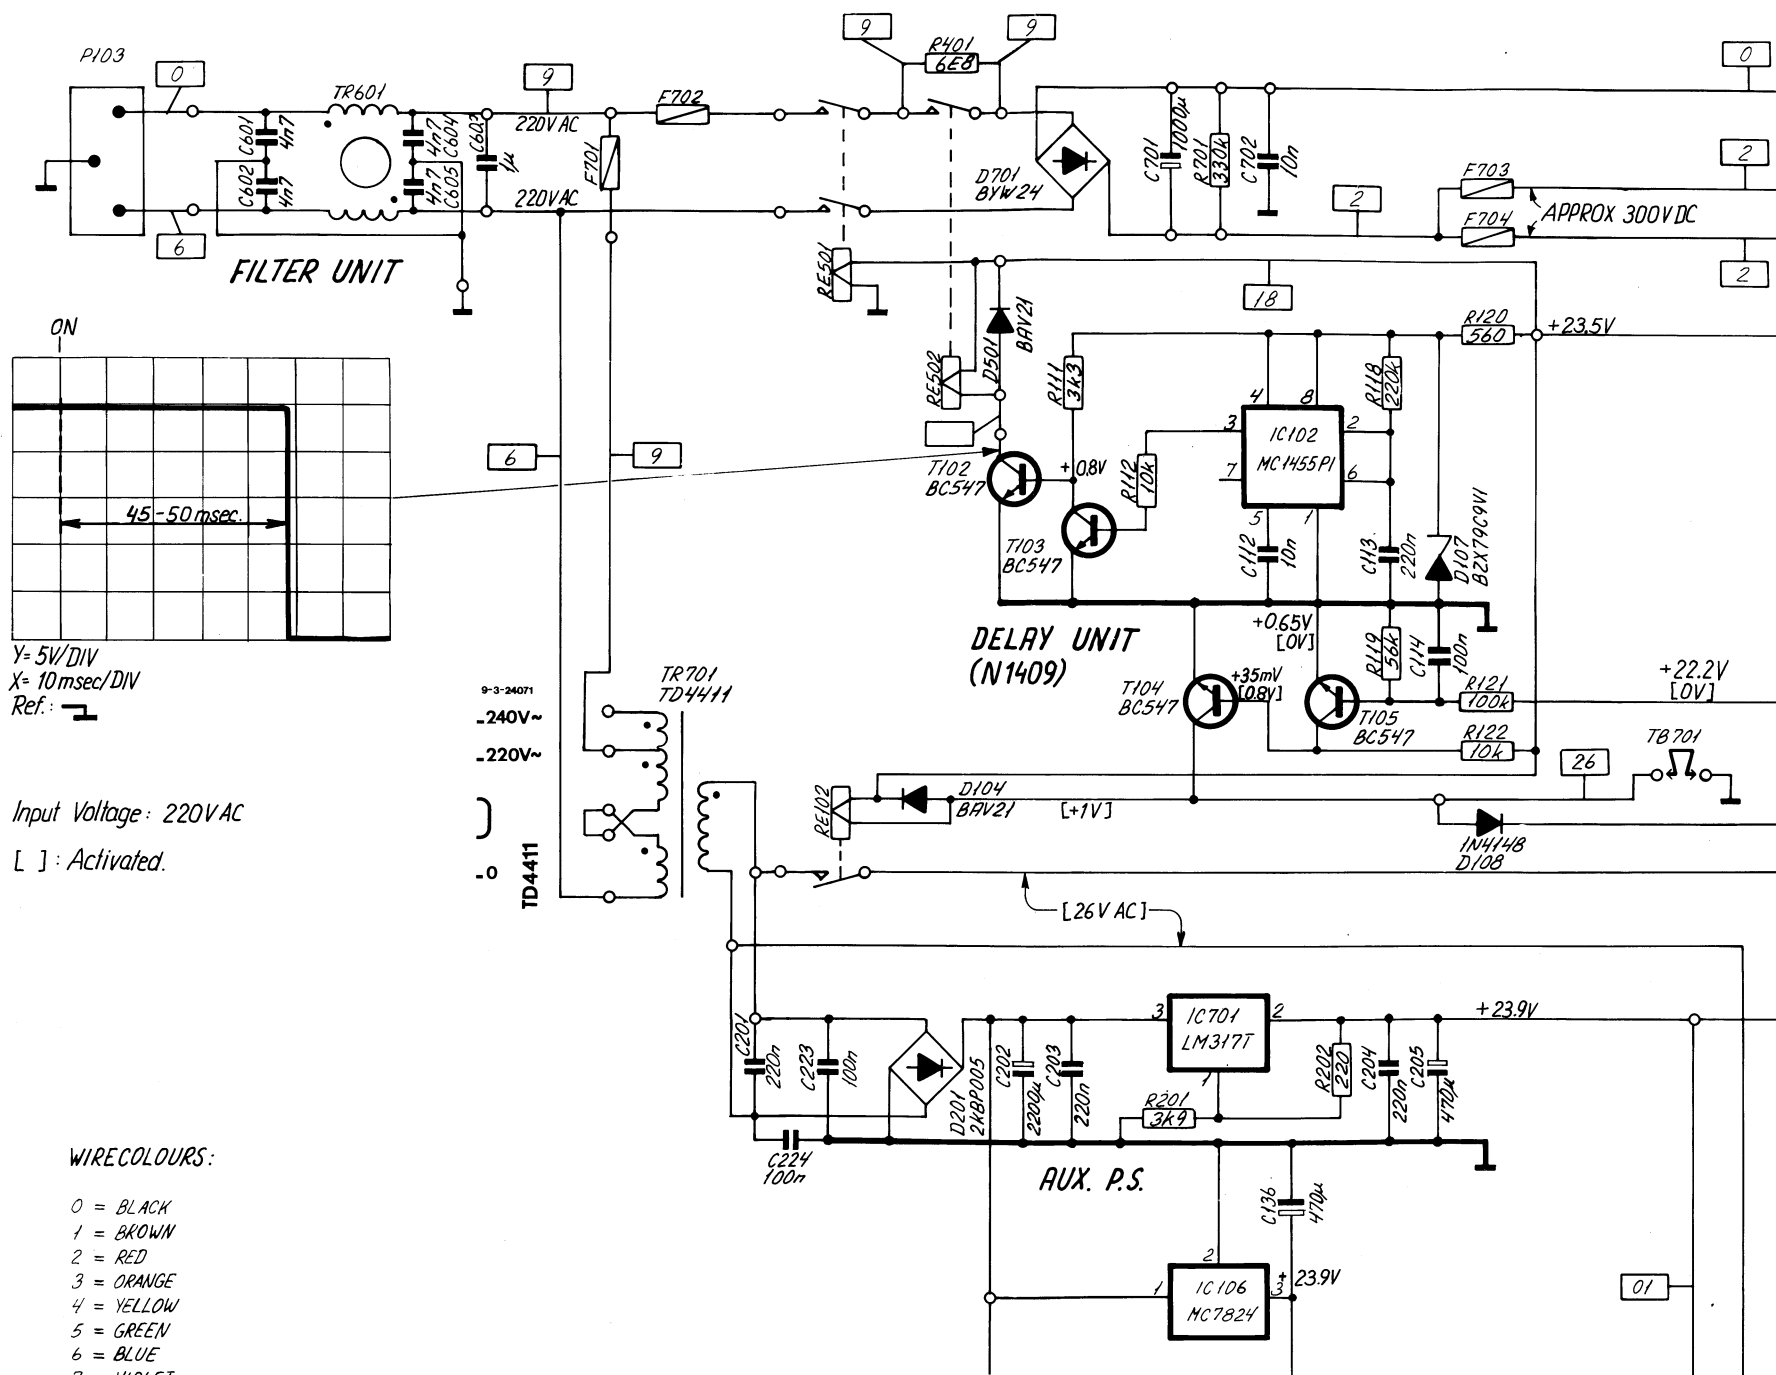 P103
0
TR601
C601
4n7
C602
4n7
4n7
C604
4n7
C605
C603
1µ
6
FILTER UNIT
9
220V AC
220V AC
F701
F702
9
R401
6E8
9
D701
BYW24
C701
1000µ
R701
330k
C702
10n
2
F703
F704
APPROX 300V DC
0
2
2
ON
45-50 msec.
Y= 5V/DIV
X= 10msec/DIV
Ref.:
Input Voltage: 220V AC
[ ] : Activated.
6
9
RE501
RE502
D501
BAV21
18
R111
3k3
R120
560
+23.5V
R118
220k
4
8
3
2
7
6
5
1
IC102
MC1455P1
T102
BC547
+0.8V
R112
10k
T103
BC547
C112
10n
C113
220n
D107
BZX79C9V1
DELAY UNIT
(N1409)
+0.65V
[0V]
R119
56k
C114
100n
T104
BC547
+35mV
[0.8V]
T105
BC547
R121
100k
R122
10k
+22.2V
[0V]
TB701
26
TR701
TD4411
9-3-24071
-240V~
-220V~
-0
TD4411
RE102
D104
BAV21
[+1V]
1N4148
D108
[26V AC]
C201
220n
C223
100n
C224
100n
D201
2KBP005
C202
2200µ
C203
220n
3
IC701
LM317T
2
1
R201
3k9
R202
220
C204
220n
C205
470µ
+23.9V
AUX. P.S.
C136
470µ
2
1
IC106
MC7824
3
+23.9V
01
WIRECOLOURS:
0 = BLACK
1 = BROWN
2 = RED
3 = ORANGE
4 = YELLOW
5 = GREEN
6 = BLUE